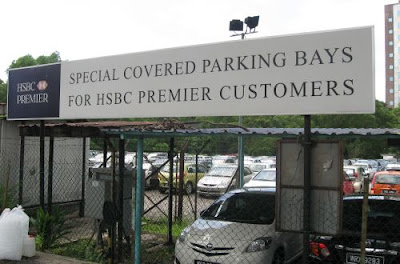 HSBC
PREMIER
SPECIAL COVERED PARKING BAYS
FOR HSBC PREMIER CUSTOMERS